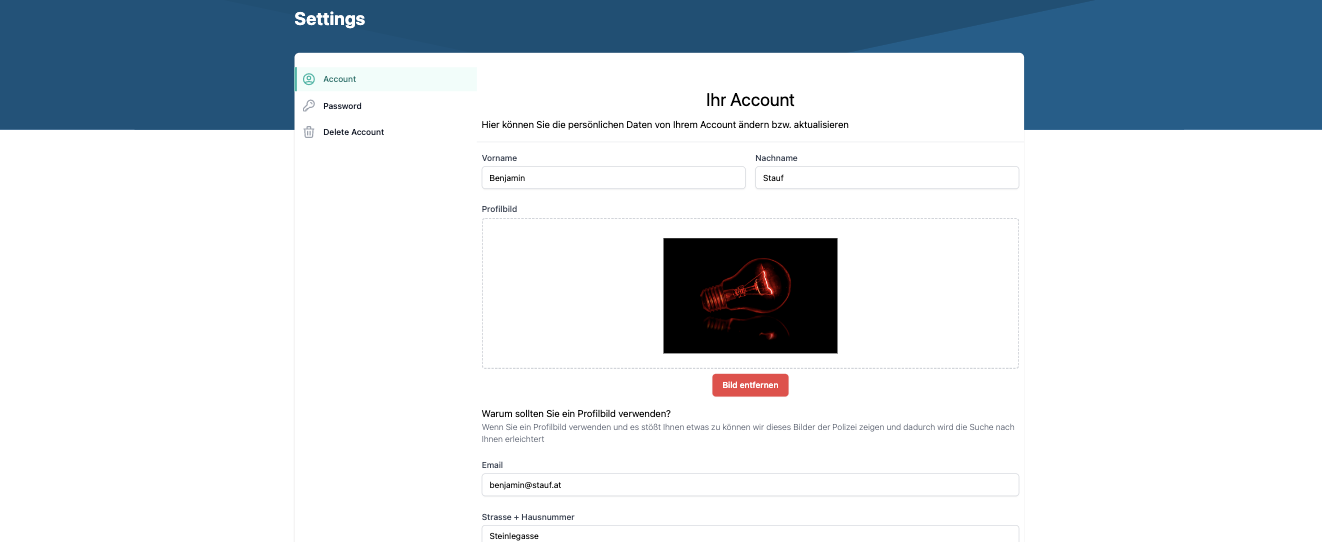 Settings
Account
Password
Delete Account
Ihr Account
Hier können Sie die persönlichen Daten von Ihrem Account ändern bzw. aktualisieren
Vorname
Nachname
Benjamin
Stauf
Profilbild
Bild entfernen
Warum sollten Sie ein Profilbild verwenden?
Wenn Sie ein Profilbild verwenden und es stößt Ihnen etwas zu können wir dieses Bilder der Polizei zeigen und dadurch wird die Suche nach
Ihnen erleichtert
Email
benjamin@stauf.at
Strasse + Hausnummer
Steinlegasse